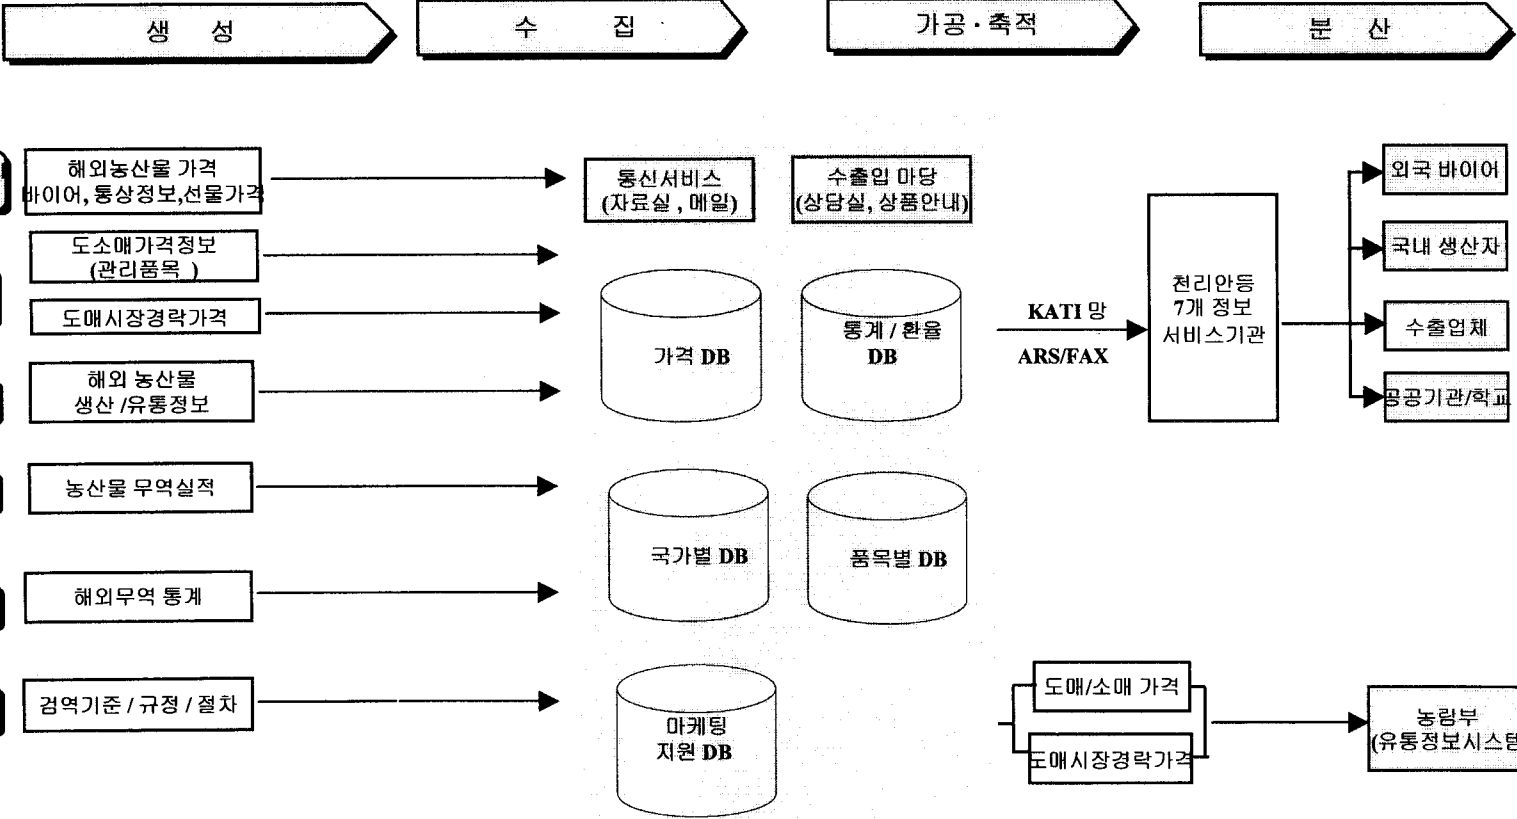 생 성
수 집
가공·축적
분 산
해외농산물 가격
바이어, 통상정보,선물가격
도소매가격정보
(관리품목 )
도매시장경락가격
해외 농산물
생산 /유통정보
농산물 무역실적
해외무역 통계
검역기준 / 규정 / 절차
통신서비스
(자료실 , 메일)
수출입 마당
(상담실, 상품안내)
가격 DB
통계 / 환율
DB
국가별 DB
품목별 DB
마케팅
지원 DB
KATI 망
ARS/FAX
천리안등
7개 정보
서비스기관
외국 바이어
국내 생산자
수출업체
공공기관/학교
도매/소매 가격
도매시장경락가격
농림부
(유통정보시스템